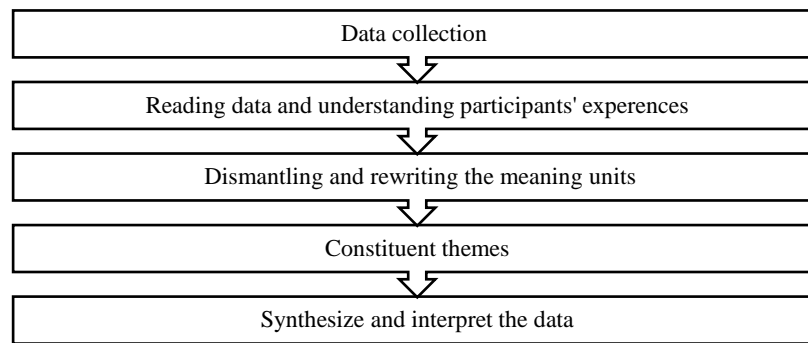 Data collection
Reading data and understanding participants' experences
Dismantling and rewriting the meaning units
Constituent themes
Synthesize and interpret the data